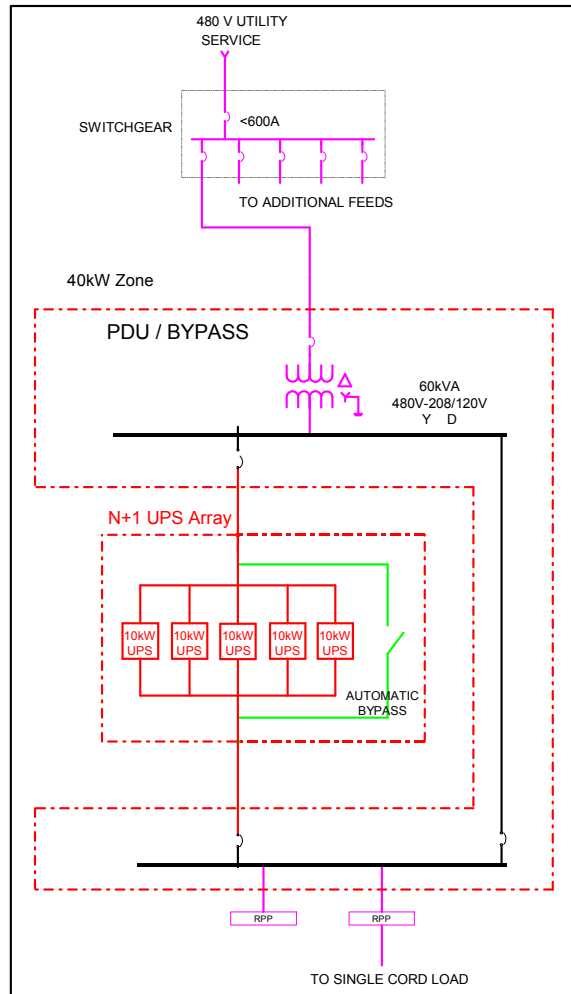 480 V UTILITY
SERVICE
<600A
SWITCHGEAR
TO ADDITIONAL FEEDS
40kW Zone
PDU / BYPASS
60kVA
480V-208/120V
Y D
N+1 UPS Array
10kW 10kW 10kW 10kW 10kW
UPS UPS UPS UPS UPS
AUTOMATIC
BYPASS
RPP RPP
TO SINGLE CORD LOAD